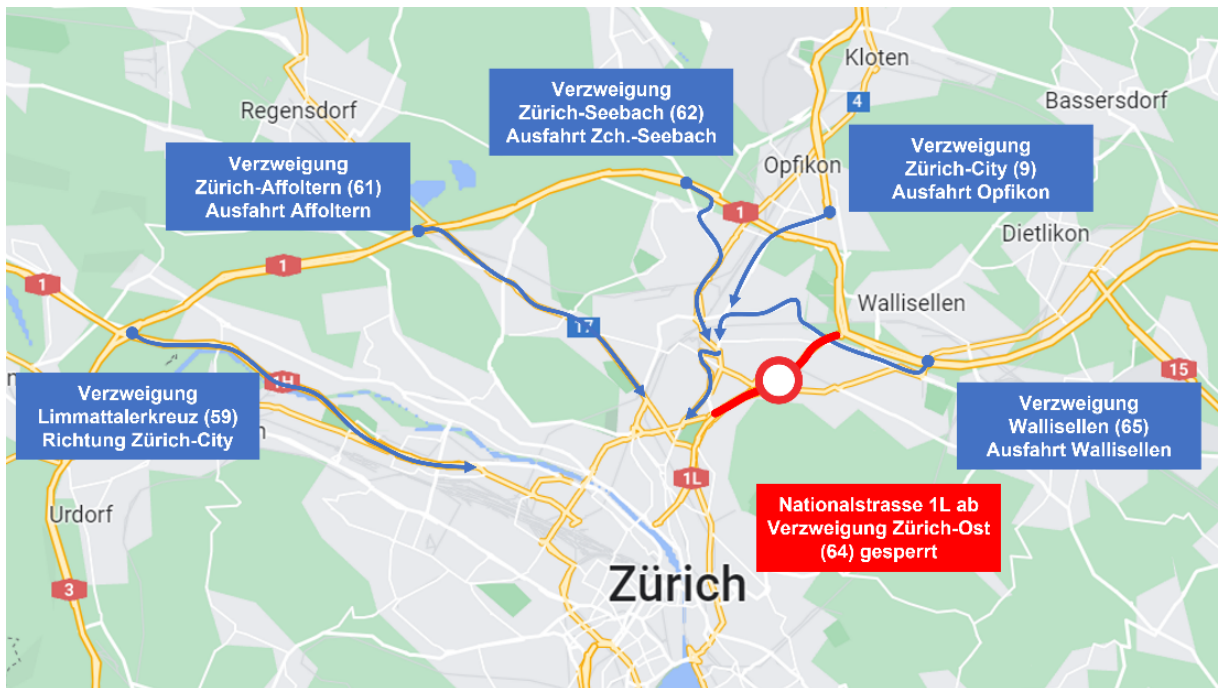 Kloten
4
Bassersdorf
Regensdorf
Verzweigung
Zürich-Seebach (62)
Ausfahrt Zch.-Seebach
Verzweigung
Zürich-City (9)
Ausfahrt Opfikon
Opfikon
Verzweigung
Zürich-Affoltern (61)
Ausfahrt Affoltern
1
Dietlikon
1
1
Wallisellen
17
15
1H
Verzweigung
Limmattalerkreuz (59)
Richtung Zürich-City
Verzweigung
Wallisellen (65)
Ausfahrt Wallisellen
1L
Urdorf
Nationalstrasse 1L ab
Verzweigung Zürich-Ost
(64) gesperrt
3
Zürich